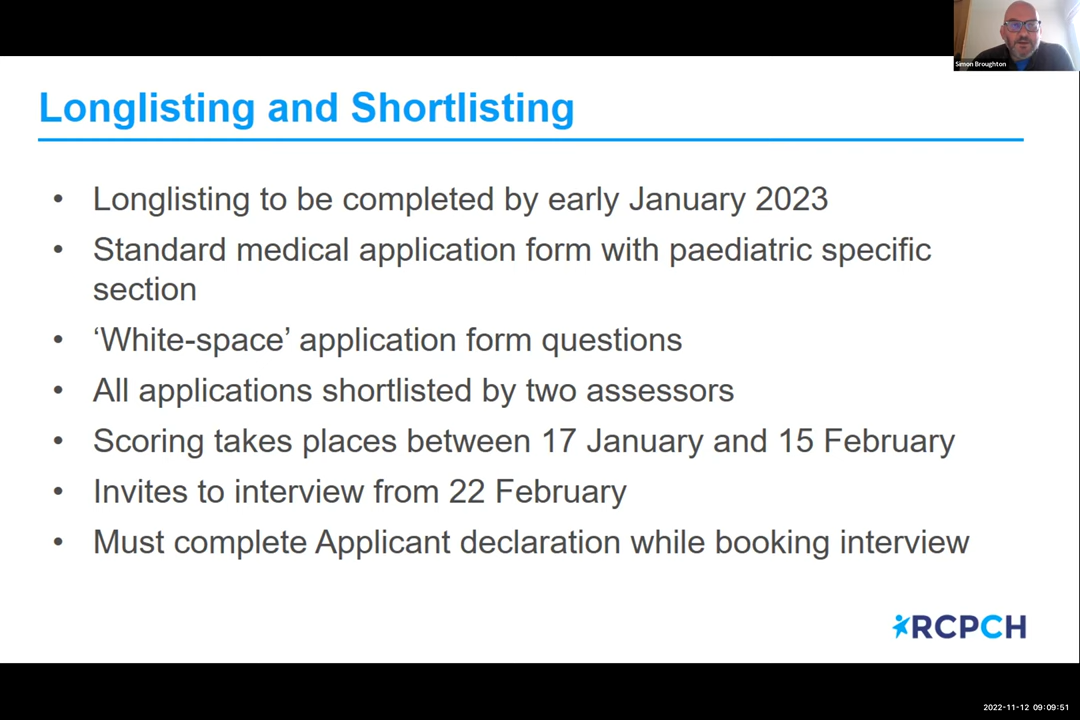 Simon Broughton
Longlisting and Shortlisting
• Longlisting to be completed by early January 2023
• Standard medical application form with paediatric specific
section
• ‘White-space’ application form questions
• All applications shortlisted by two assessors
• Scoring takes places between 17 January and 15 February
• Invites to interview from 22 February
• Must complete Applicant declaration while booking interview
RCPCH
2022-11-12 09:09:51